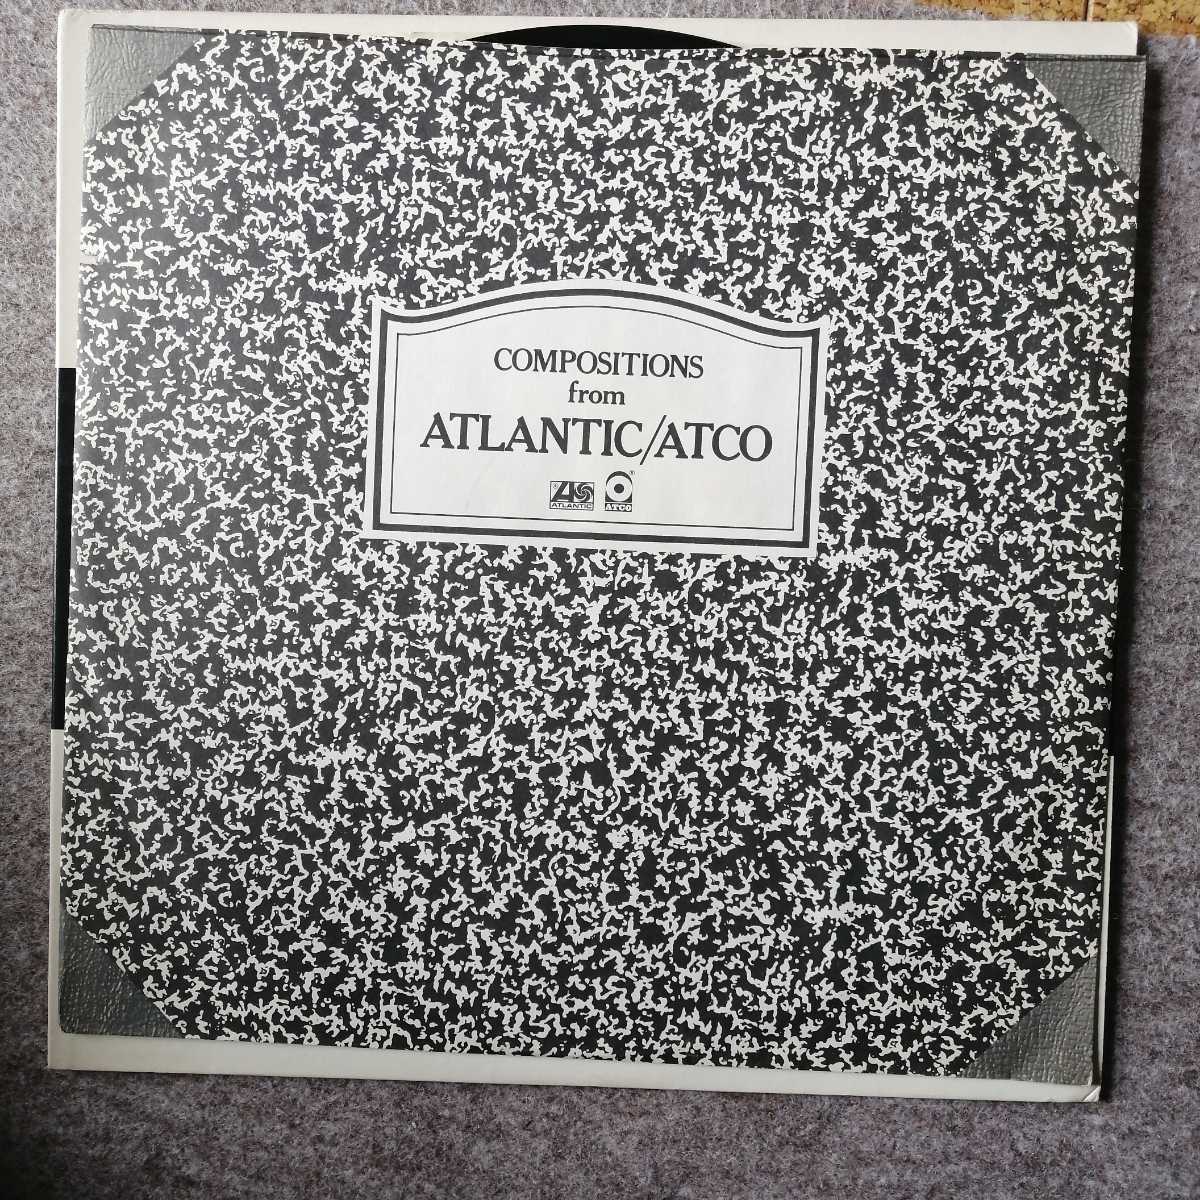 COMPOSITIONS
from
ATLANTIC/ATCO
ATLANTIC
ATCO